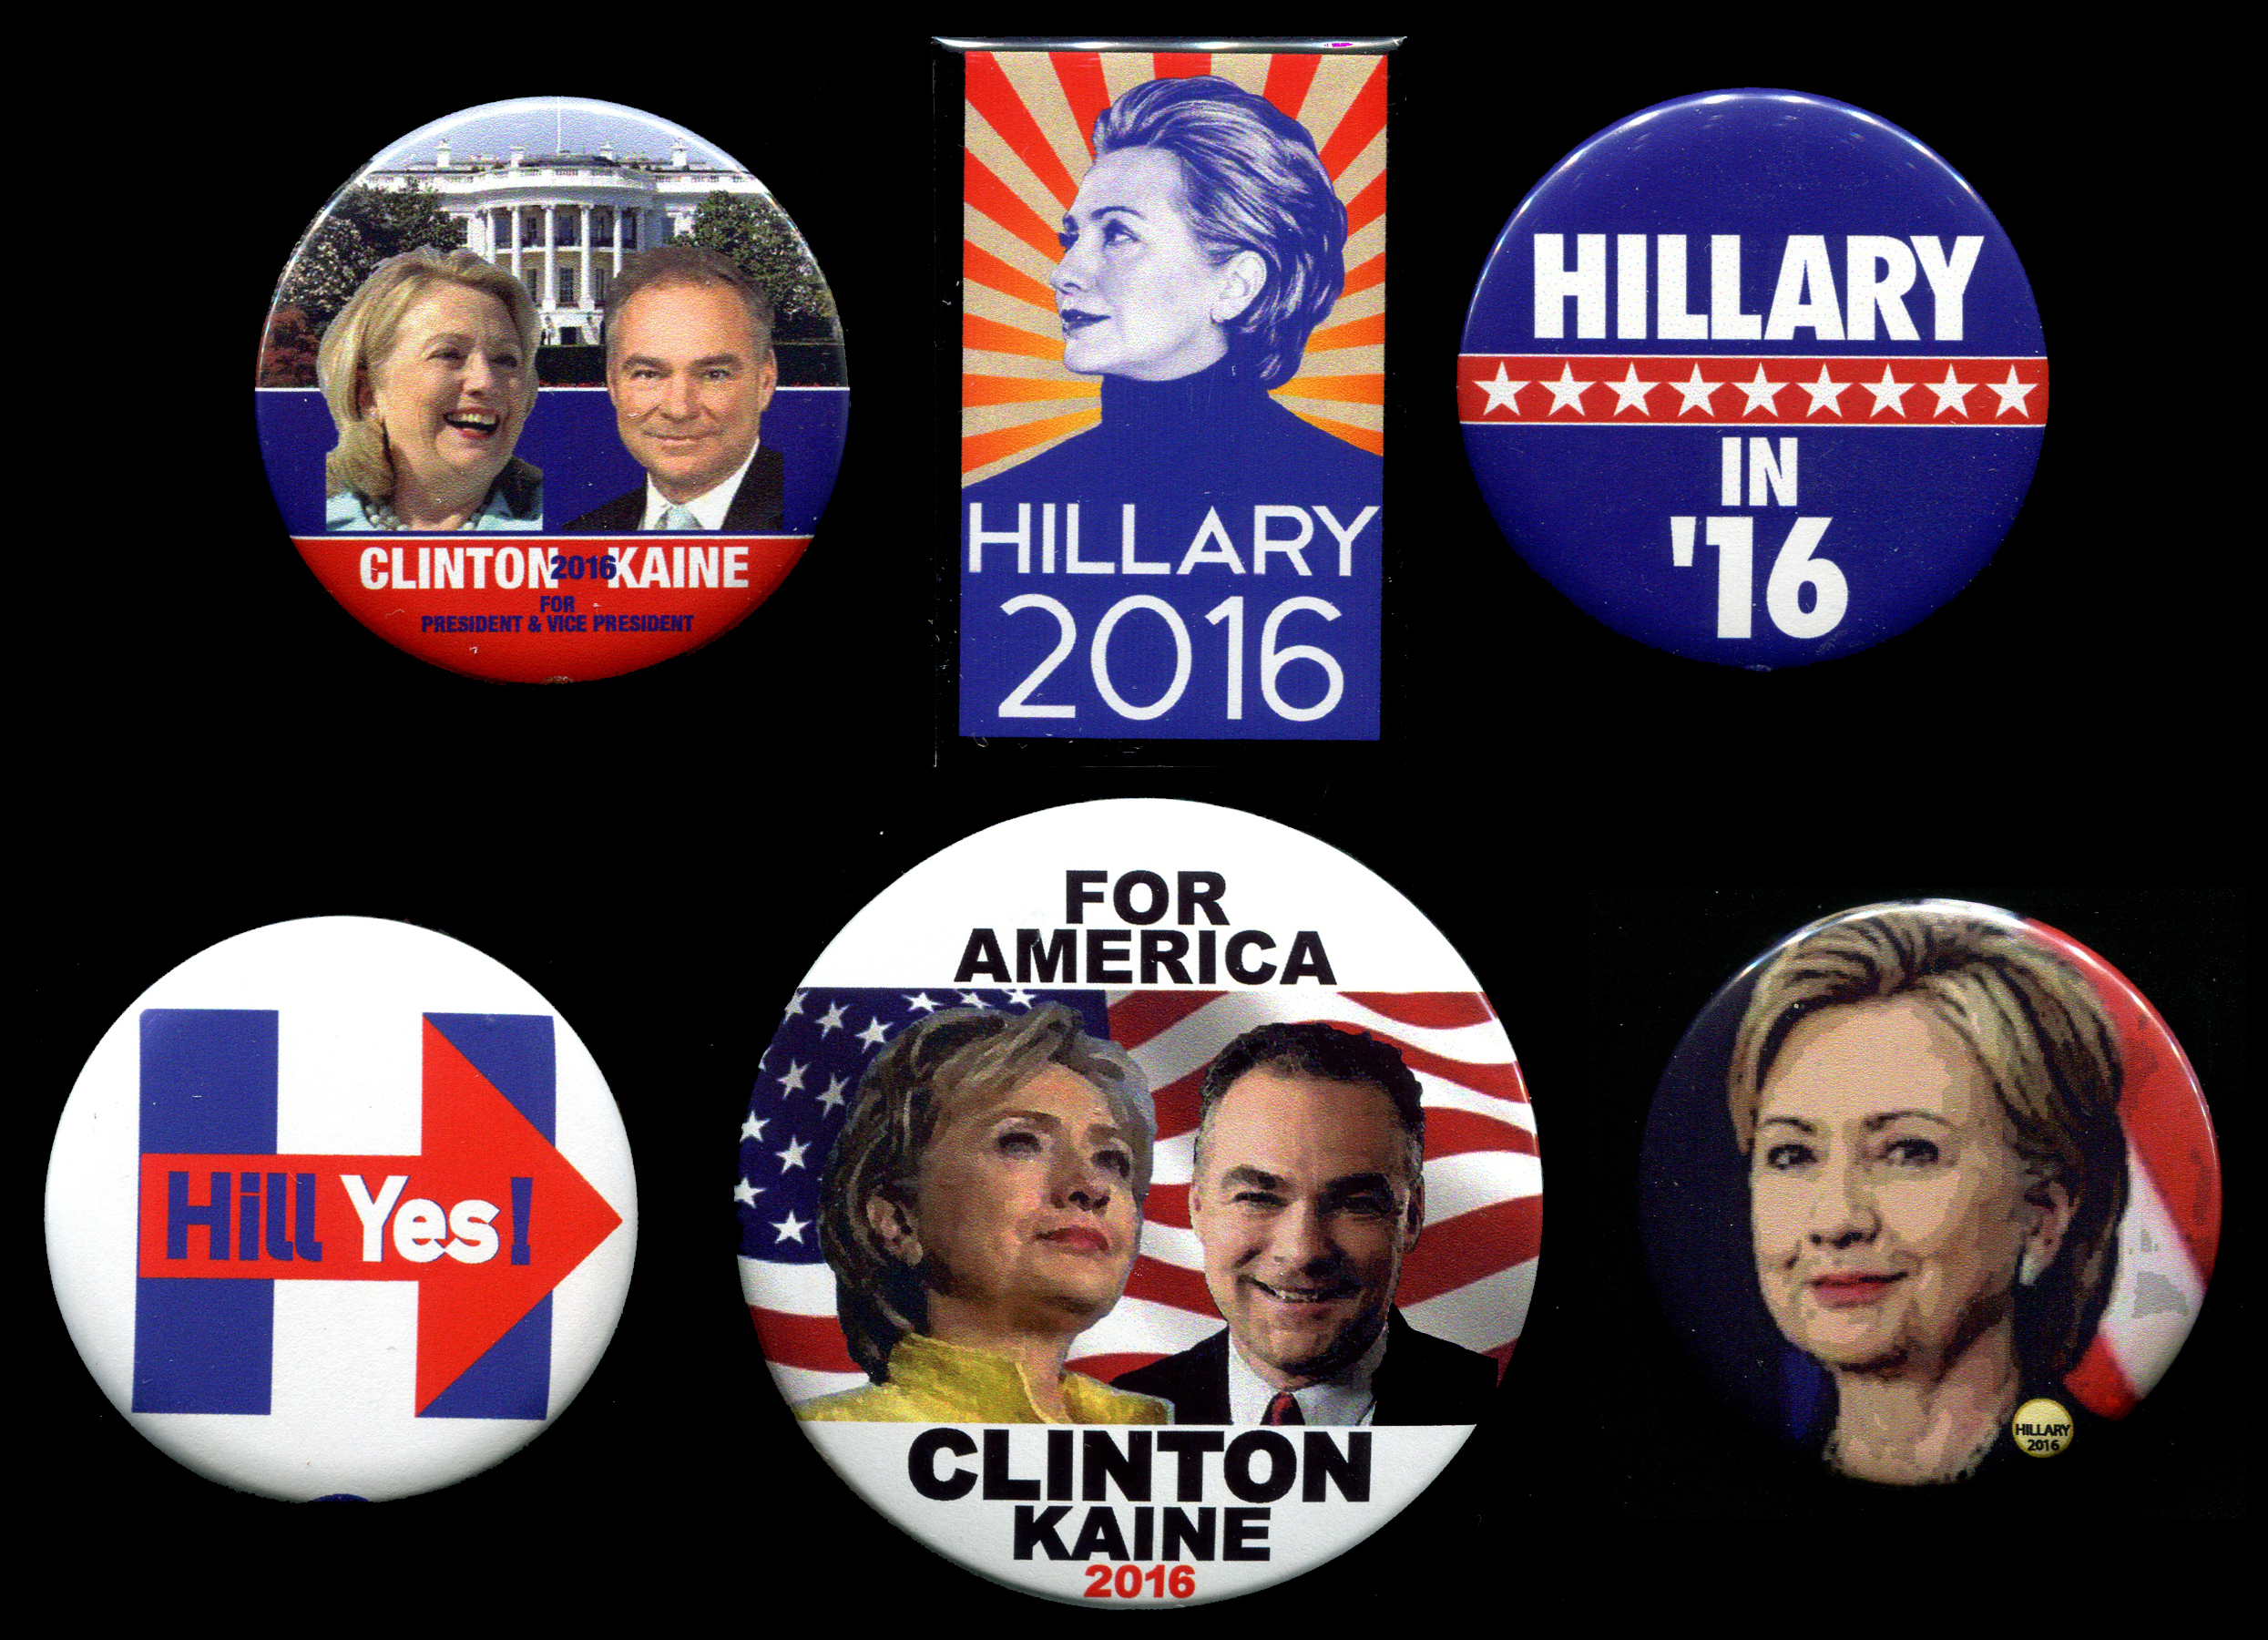 CLINTON 2016 KAINE
FOR
PRESIDENT & VICE PRESIDENT
HILLARY
2016
HILLARY
IN
'16
Hill Yes!
FOR
AMERICA
CLINTON
KAINE
2016
HILLARY
2016